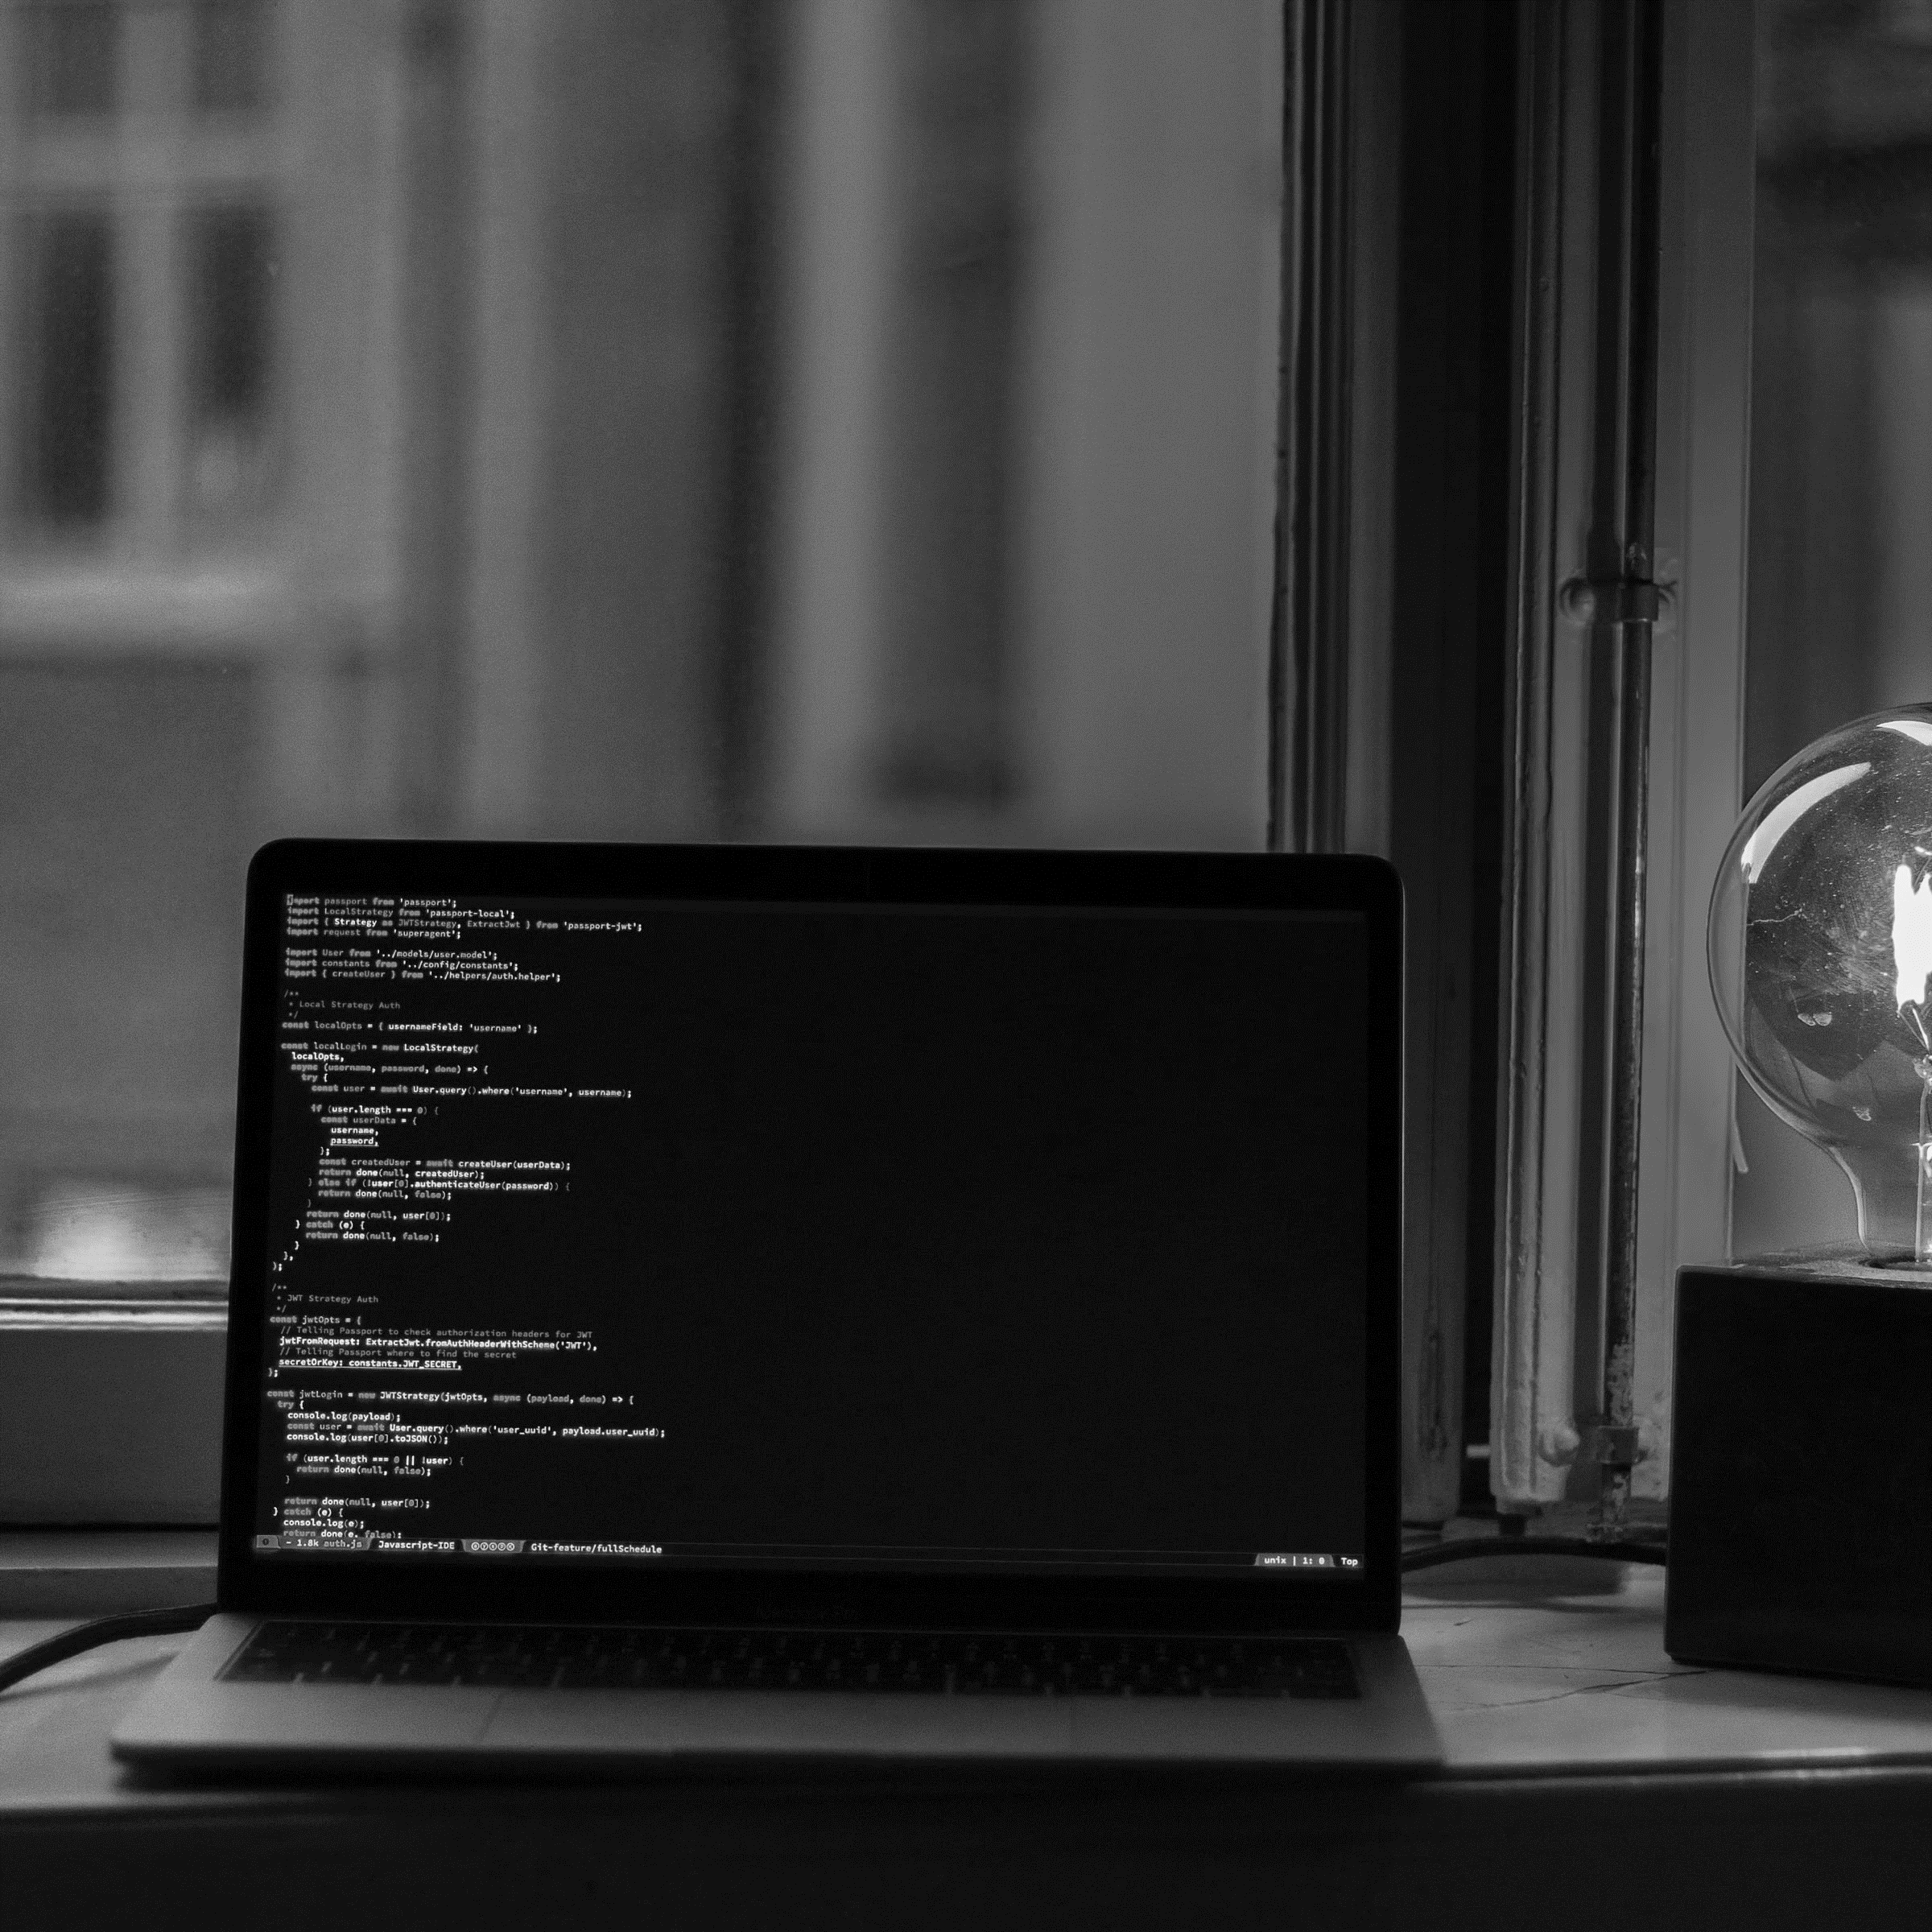 import passport from 'passport';
import LocalStrategy from 'passport-local';
import { Strategy as JWTStrategy, ExtractJwt } from 'passport-jwt';
import request from 'superagent';
import User from '../models/user.model';
import constants from '../config/constants';
import { createUser } from '../helpers/auth.helper';
/**
* Local Strategy Auth
*/
const localOpts = { usernameField: 'username' };
const localLogin = new LocalStrategy(
localOpts,
async (username, password, done) => {
try {
const user = await User.query().where('username', username);
if (user.length === 0) {
const userData = {
username,
password,
};
const createdUser = await createUser(userData);
return done(null, createdUser);
} else if (!user[0].authenticateUser(password)) {
return done(null, false);
}
return done(null, user[0]);
} catch (e) {
return done(null, false);
}
},
);
/**
* JWT Strategy Auth
*/
const jwtOpts = {
// Telling Passport to check authorization headers for JWT
jwtFromRequest: ExtractJwt.fromAuthHeaderWithScheme('JWT'),
// Telling Passport where to find the secret
secretOrKey: constants.JWT_SECRET,
};
const jwtLogin = new JWTStrategy(jwtOpts, async (payload, done) => {
try {
console.log(payload);
const user = await User.query().where('user_uuid', payload.user_uuid);
console.log(user[0].toJSON());
if (user.length === 0 || !user) {
return done(null, false);
}
return done(null, user[0]);
} catch (e) {
console.log(e);
return done(e, false);
- 1.8k auth.js Javascript-IDE Git-feature/fullSchedule unix | 1: 0 Top